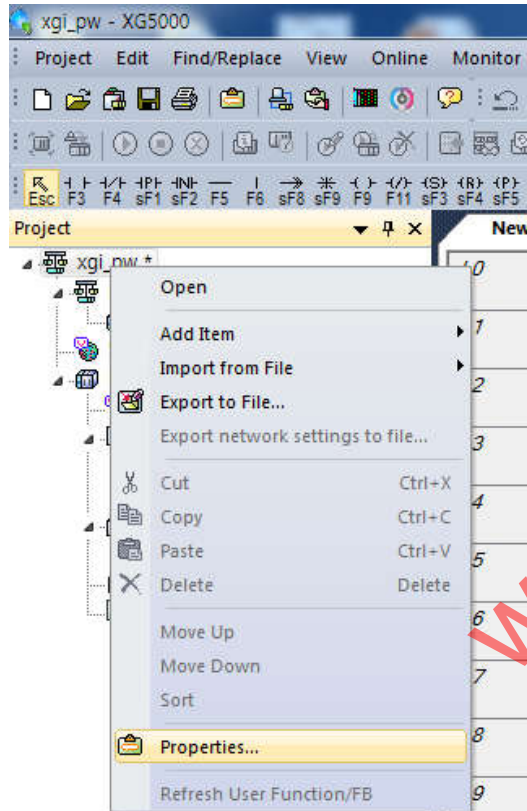 xgi_pw - XG5000
Project Edit Find/Replace View Online Monitor
Esc F3 F4 sF1 sF2 F5 F6 sF8 sF9 F9 F11 sF3 sF4 sF5
Project
New
xgi_pw *
Open
Add Item
Import from File
Export to File...
Export network settings to file...
Cut Ctrl+X
Copy Ctrl+C
Paste Ctrl+V
Delete Delete
Move Up
Move Down
Sort
Properties...
Refresh User Function/FB
0
1
2
3
4
5
6
7
8
9